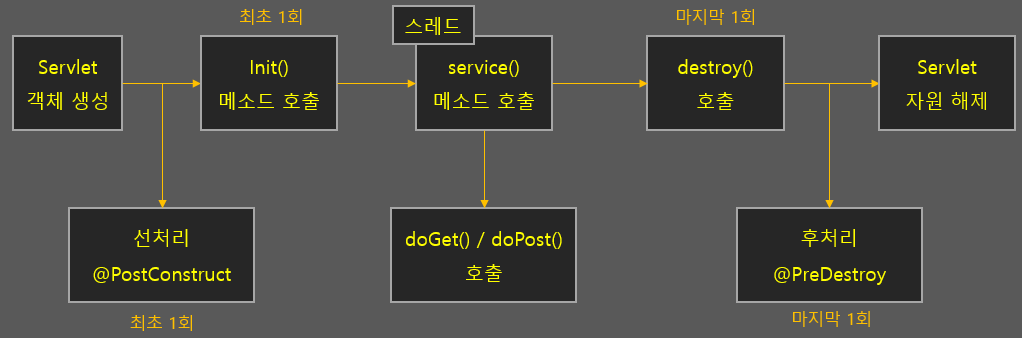 최초 1회
스레드
마지막 1회
Servlet
객체 생성
Init()
메소드 호출
service()
메소드 호출
destroy()
호출
Servlet
자원 해제
선처리
@PostConstruct
최초 1회
doGet() / doPost()
호출
후처리
@PreDestroy
마지막 1회